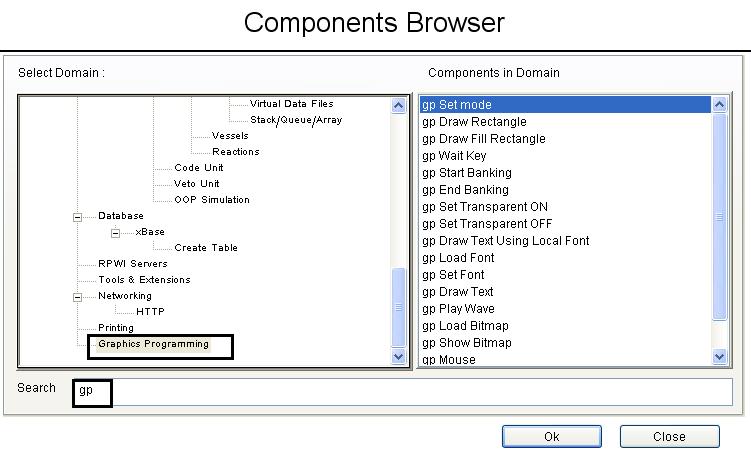 Components Browser
Select Domain :
Components in Domain
Virtual Data Files
Stack/Queue/Array
Vessels
Reactions
Code Unit
Veto Unit
OOP Simulation
Database
xBase
Create Table
RPWI Servers
Tools & Extensions
Networking
HTTP
Printing
Graphics Programming
gp Set mode
gp Draw Rectangle
gp Draw Fill Rectangle
gp Wait Key
gp Start Banking
gp End Banking
gp Set Transparent ON
gp Set Transparent OFF
gp Draw Text Using Local Font
gp Load Font
gp Set Font
gp Draw Text
gp Play Wave
gp Load Bitmap
gp Show Bitmap
gp Mouse
Search gp
Ok Close